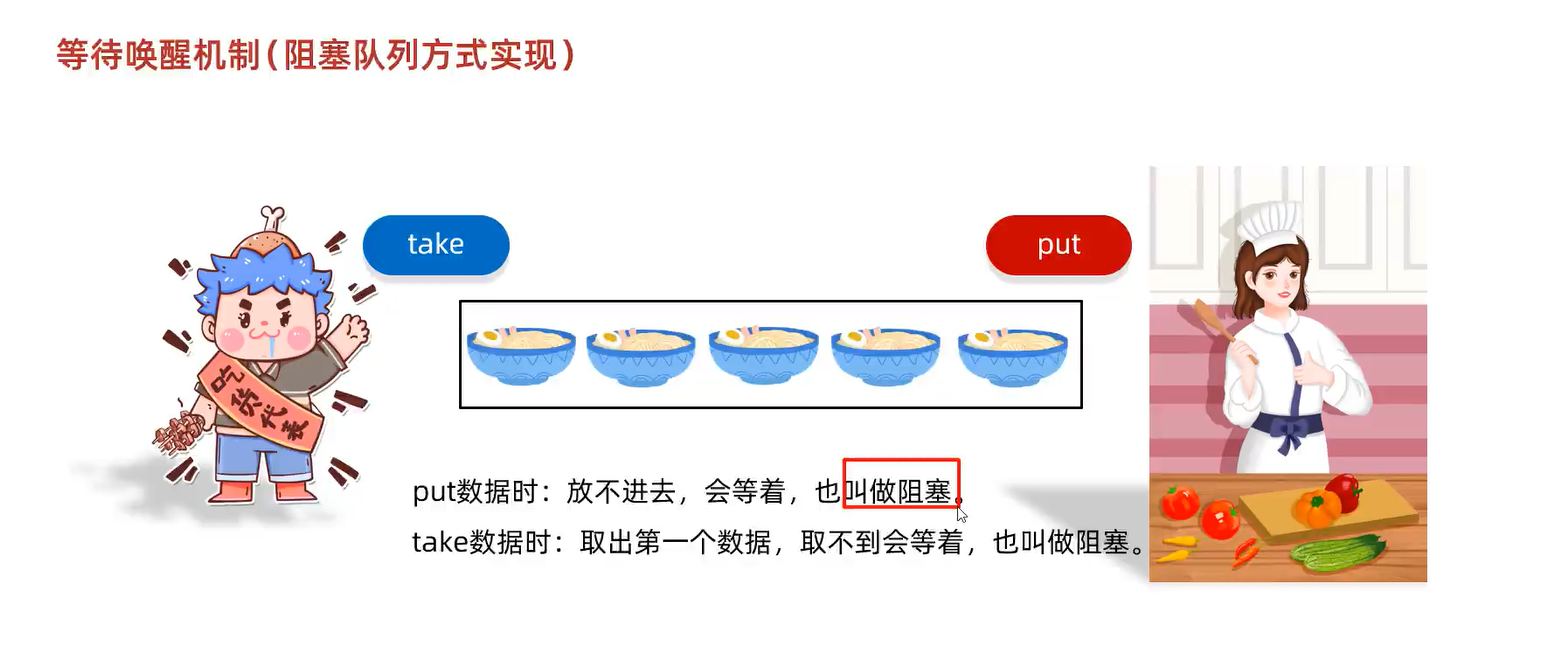 等待唤醒机制(阻塞队列方式实现)
take
put
吃货代表
put数据时：放不进去，会等着，也叫做阻塞。
take数据时：取出第一个数据，取不到会等着，也叫做阻塞。